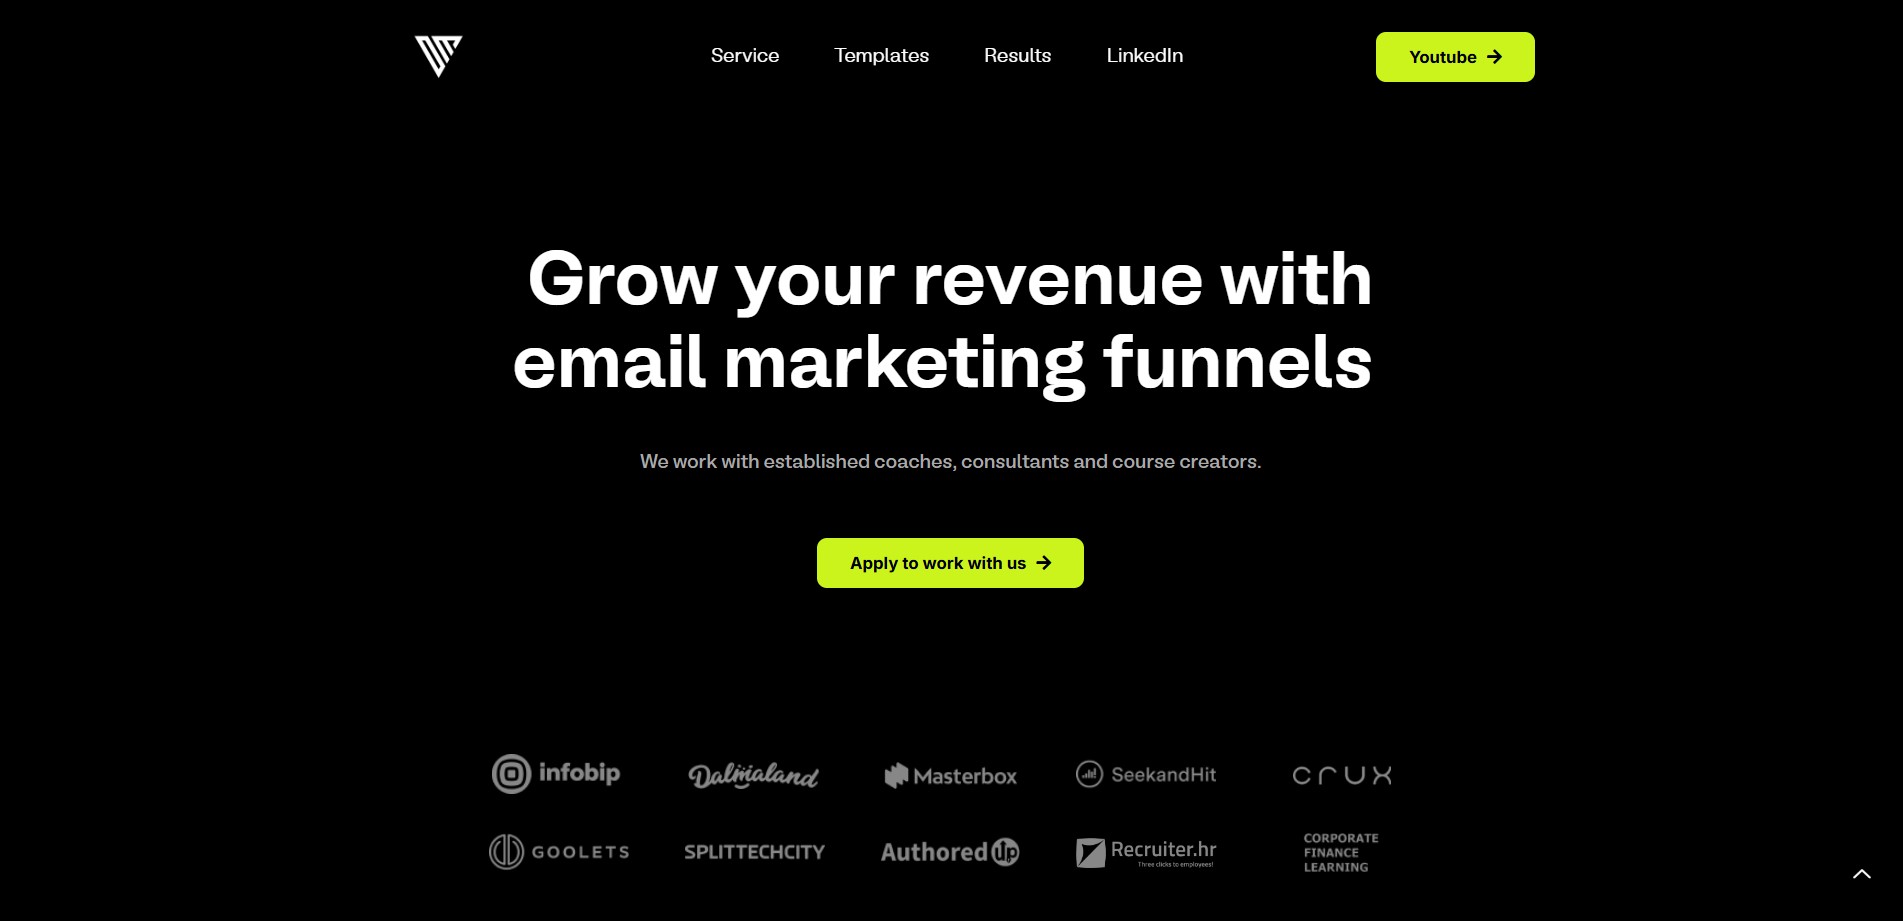 Service
Templates
Results
LinkedIn
Youtube
Grow your revenue with
email marketing funnels
We work with established coaches, consultants and course creators.
Apply to work with us
infobip
Dalmaland
Masterbox
SeekandHit
crux
GOOLETS
SPLITTECHCITY
AuthoredUp
Recruiter.hr
Three clicks to employees!
CORPORATE
FINANCE
LEARNING